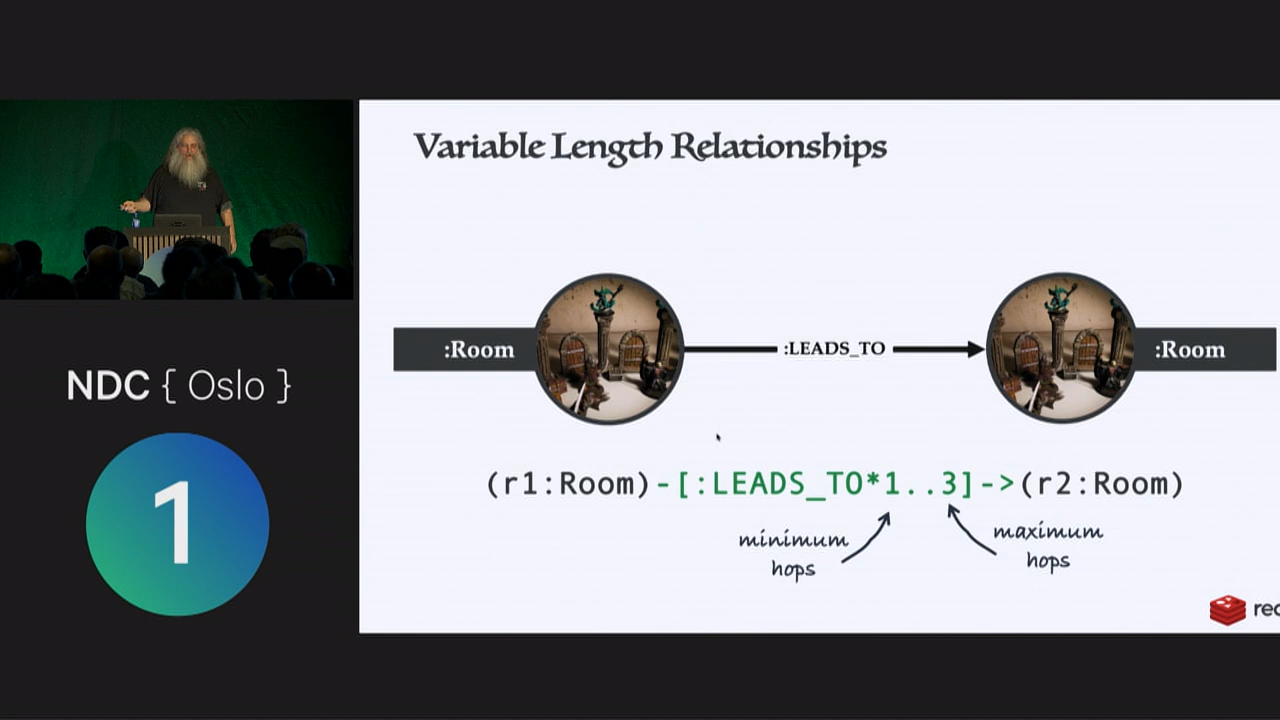 Variable Length Relationships
:Room
:LEADS_TO
:Room
NDC { Oslo }
1
(r1:Room)-[:LEADS_TO*1..3]->(r2:Room)
minimum
hops
maximum
hops